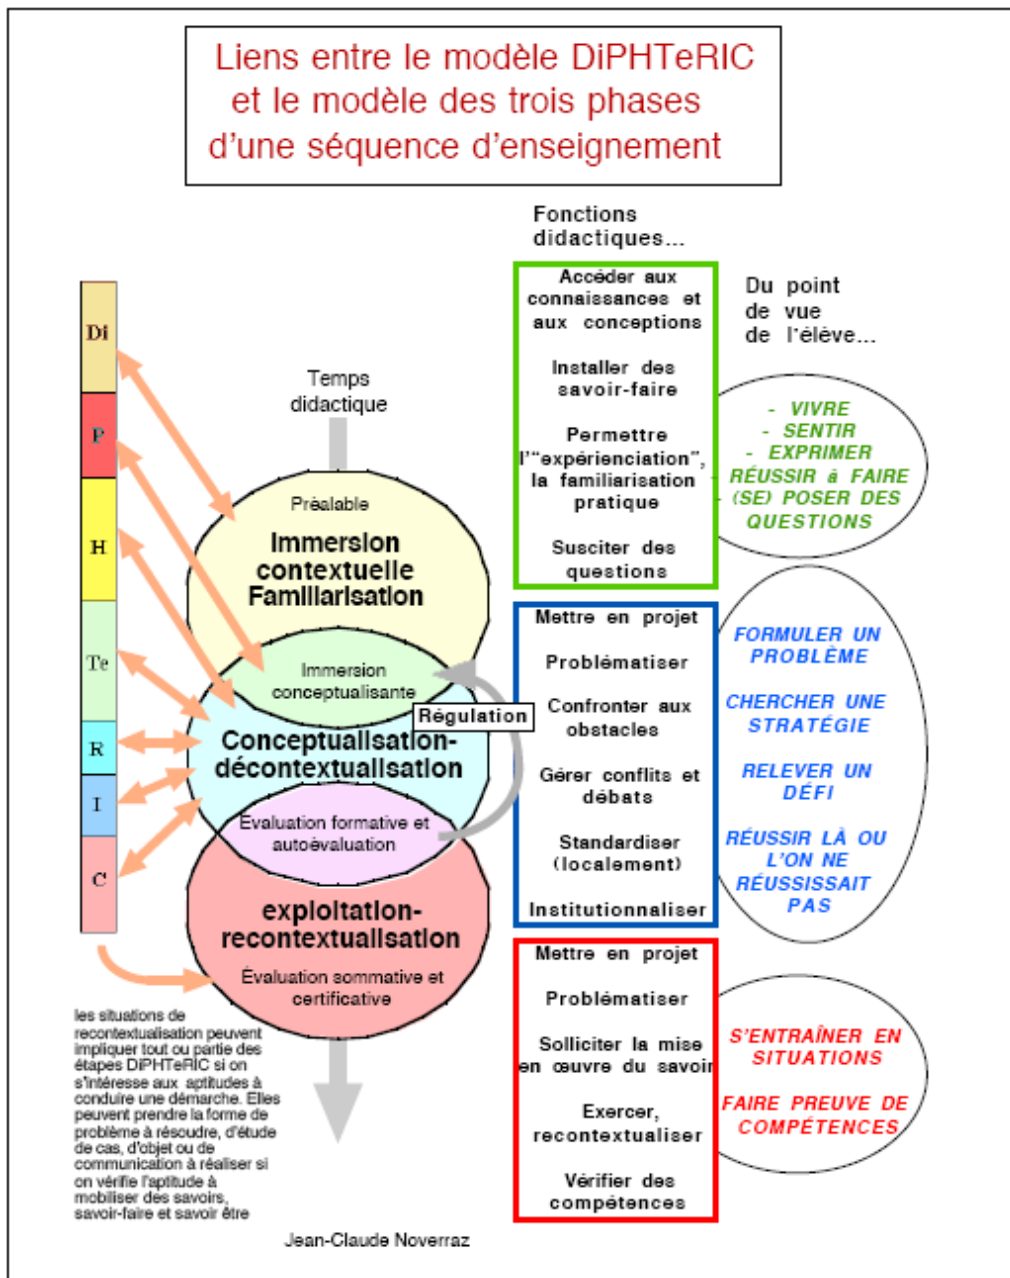 Liens entre le modèle DiPHTeRIC
et le modèle des trois phases
d'une séquence d'enseignement
Fonctions
didactiques...
Du point
de vue
de l'élève...
Di
P
H
Te
R
I
C
Temps
didactique
Préalable
Immersion
contextuelle
Familiarisation
Immersion
conceptualisante
Régulation
Conceptualisation-
décontextualisation
Évaluation formative et
autoévaluation
exploitation-
recontextualisation
Évaluation sommative et
certificative
Accéder aux
connaissances et
aux conceptions
Installer des
savoir-faire
Permettre
l'"expérienciation",
la familiarisation
pratique
Susciter des
questions
- VIVRE
- SENTIR
- EXPRIMER
- RÉUSSIR à FAIRE
- (SE) POSER DES
QUESTIONS
Mettre en projet
Problématiser
Confronter aux
obstacles
Gérer conflits et
débats
Standardiser
(localement)
Institutionnaliser
FORMULER UN
PROBLÈME
CHERCHER UNE
STRATÉGIE
RELEVER UN
DÉFI
RÉUSSIR LÀ OU
L'ON NE
RÉUSSISSAIT
PAS
Mettre en projet
Problématiser
Solliciter la mise
en œuvre du savoir
Exercer,
recontextualiser
Vérifier des
compétences
S'ENTRAÎNER EN
SITUATIONS
FAIRE PREUVE DE
COMPÉTENCES
les situations de
recontextualisation peuvent
impliquer tout ou partie des
étapes DiPHTeRIC si on
s'intéresse aux aptitudes à
conduire une démarche. Elles
peuvent prendre la forme de
problème à résoudre, d'étude
de cas, d'objet ou de
communication à réaliser si
on vérifie l'aptitude à
mobiliser des savoirs,
savoir-faire et savoir être
Jean-Claude Noverraz